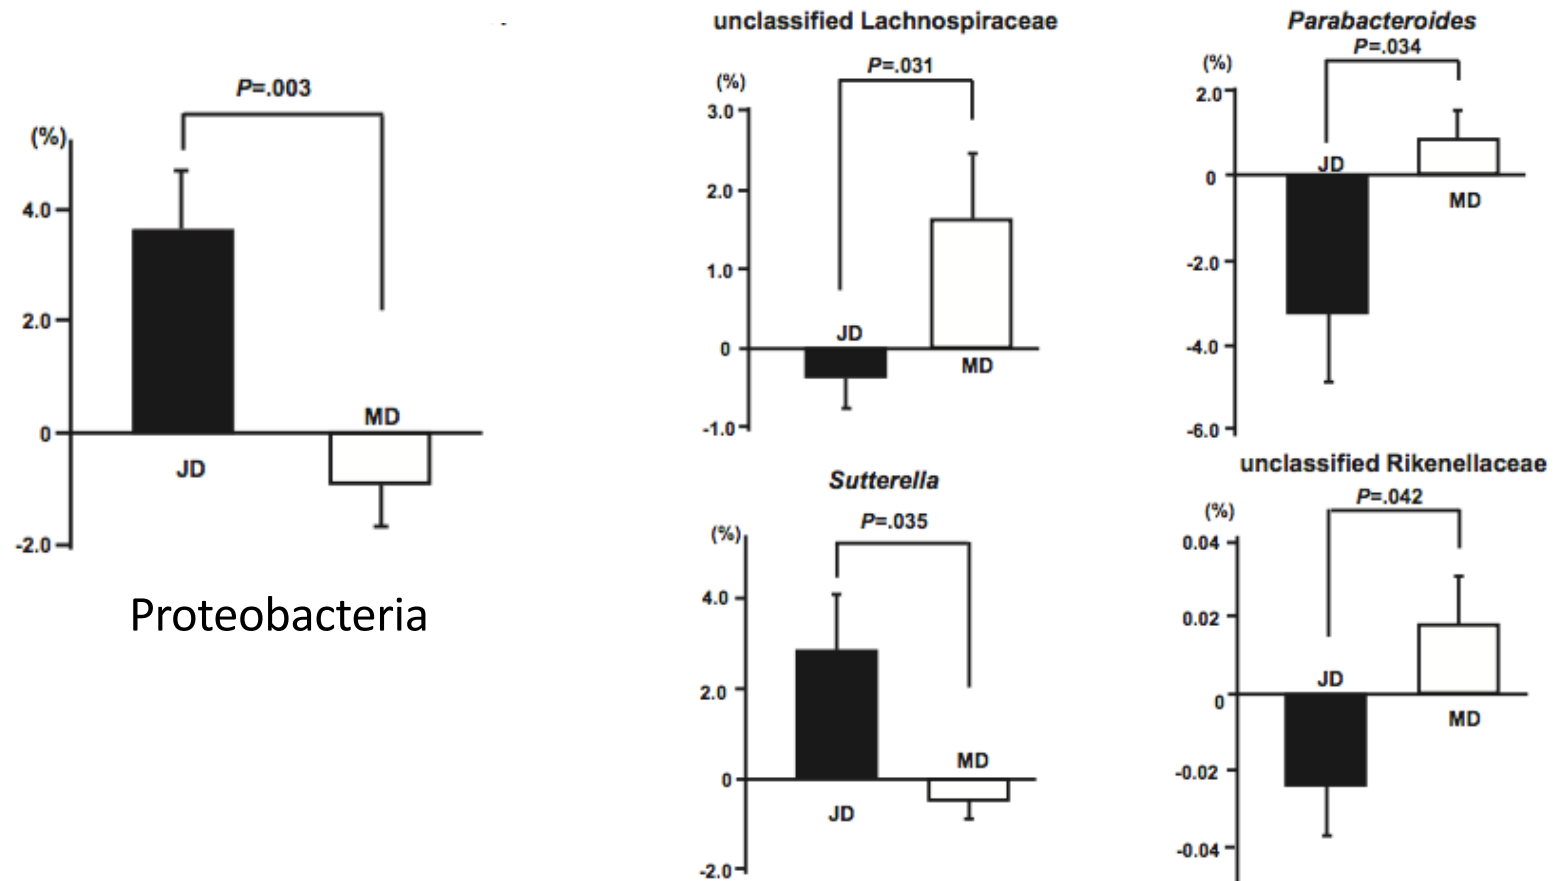 P=.003
(%)
4.0
2.0
0
-2.0
MD
JD
Proteobacteria
unclassified Lachnospiraceae
P=.031
(%)
3.0
2.0
1.0
0
-1.0
JD
MD
Parabacteroides
P=.034
(%)
2.0
0
-2.0
-4.0
-6.0
JD
MD
Sutterella
P=.035
(%)
4.0
2.0
0
-2.0
MD
JD
unclassified Rikenellaceae
P=.042
(%)
0.04
0.02
0
-0.02
-0.04
JD
MD